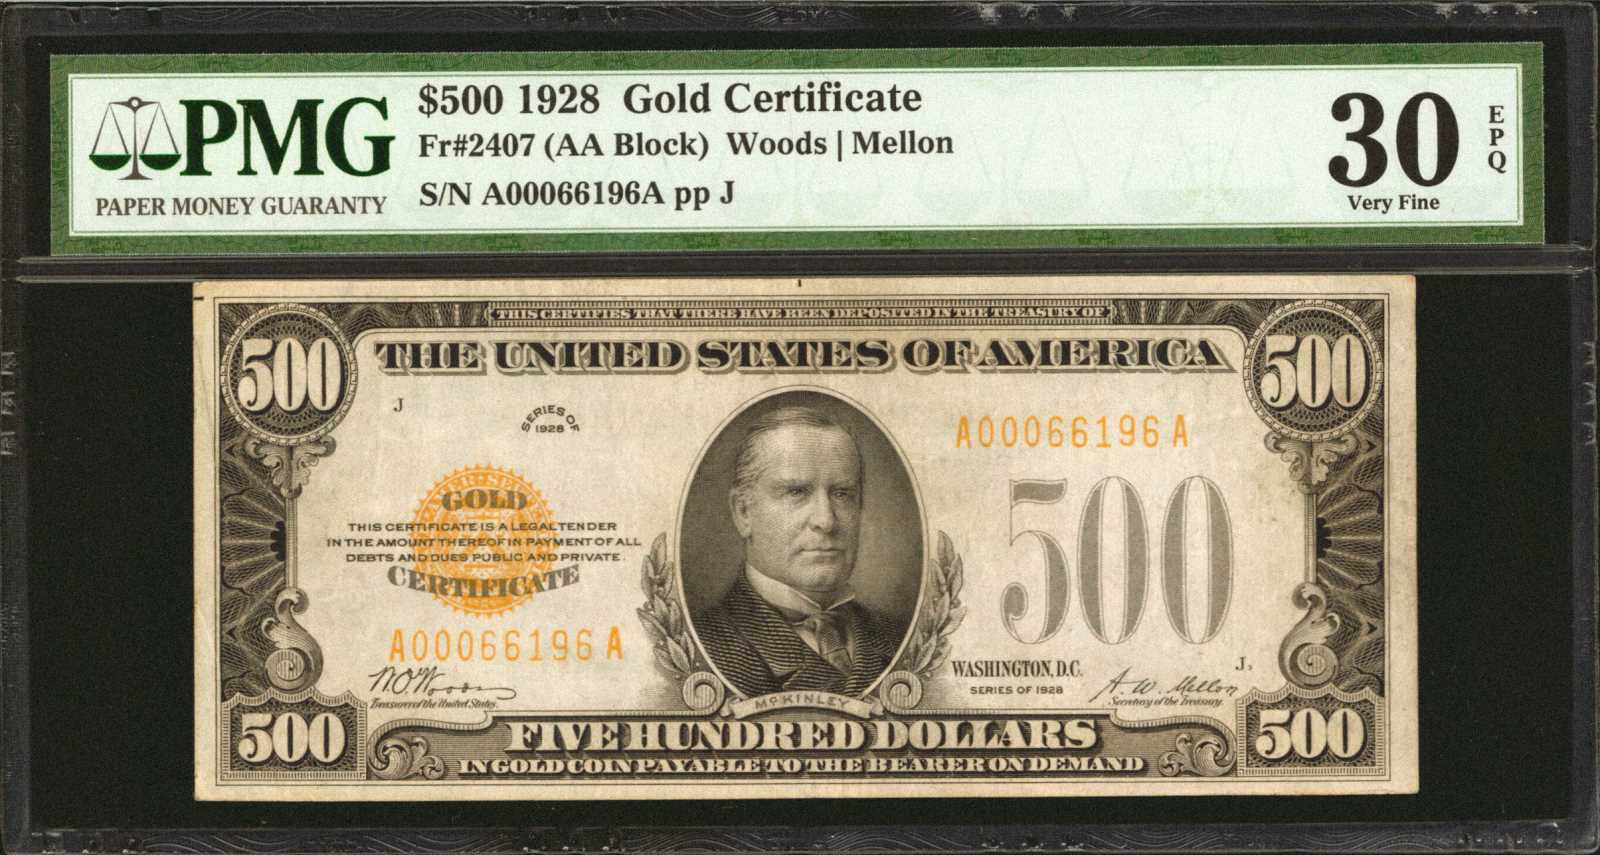 PMG
PAPER MONEY GUARANTY
$500 1928 Gold Certificate
Fr#2407 (AA Block) Woods | Mellon
S/N A00066196A pp J
30
EPQ
Very Fine
THIS CERTIFIES THAT THERE HAVE BEEN DEPOSITED IN THE TREASURY OF
500
THE UNITED STATES OF AMERICA
500
J
SERIES OF
1928
A00066196A
GOLD
THIS CERTIFICATE IS A LEGAL TENDER
IN THE AMOUNT THEREOF IN PAYMENT OF ALL
DEBTS AND DUES PUBLIC AND PRIVATE.
CERTIFICATE
500
A00066196A
W.O. Woods
Treasurer of the United States.
WASHINGTON, D.C.
SERIES OF 1928
J
A. W. Mellon
Secretary of the Treasury.
McKINLEY
500
FIVE HUNDRED DOLLARS
500
IN GOLD COIN PAYABLE TO THE BEARER ON DEMAND